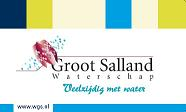 Groot Salland
Waterschap
Veelzijdig met water
www.wgs.nl